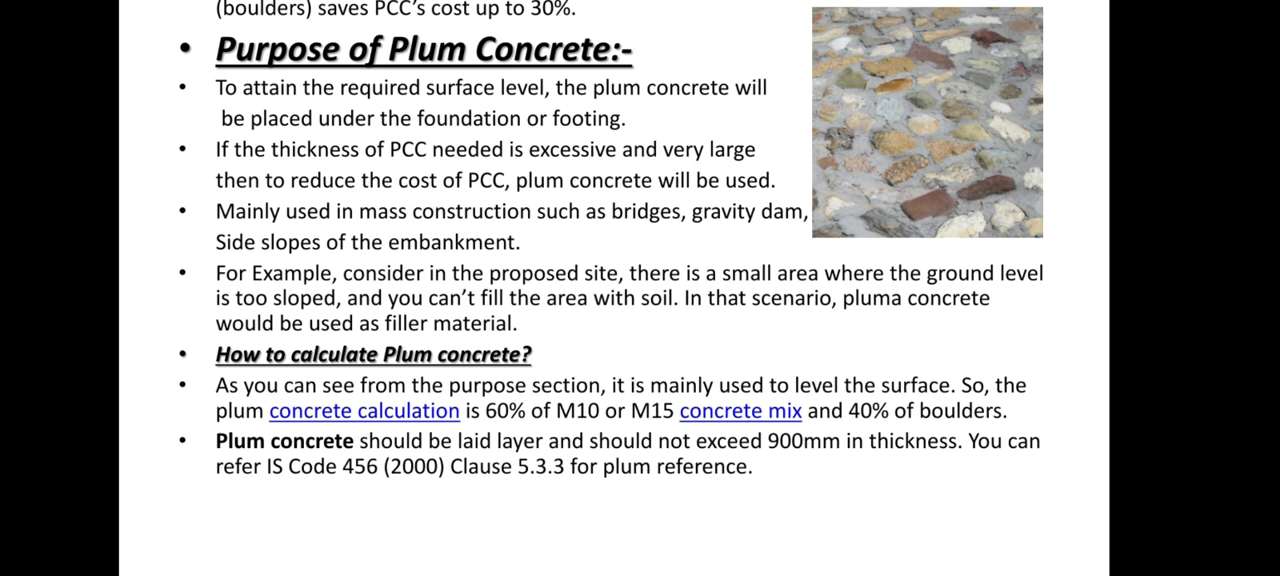 (boulders) saves PCC's cost up to 30%.
• Purpose of Plum Concrete:-
• To attain the required surface level, the plum concrete will
be placed under the foundation or footing.
• If the thickness of PCC needed is excessive and very large
then to reduce the cost of PCC, plum concrete will be used.
• Mainly used in mass construction such as bridges, gravity dam,
Side slopes of the embankment.
• For Example, consider in the proposed site, there is a small area where the ground level
is too sloped, and you can't fill the area with soil. In that scenario, pluma concrete
would be used as filler material.
• How to calculate Plum concrete?
• As you can see from the purpose section, it is mainly used to level the surface. So, the
plum concrete calculation is 60% of M10 or M15 concrete mix and 40% of boulders.
• Plum concrete should be laid layer and should not exceed 900mm in thickness. You can
refer IS Code 456 (2000) Clause 5.3.3 for plum reference.